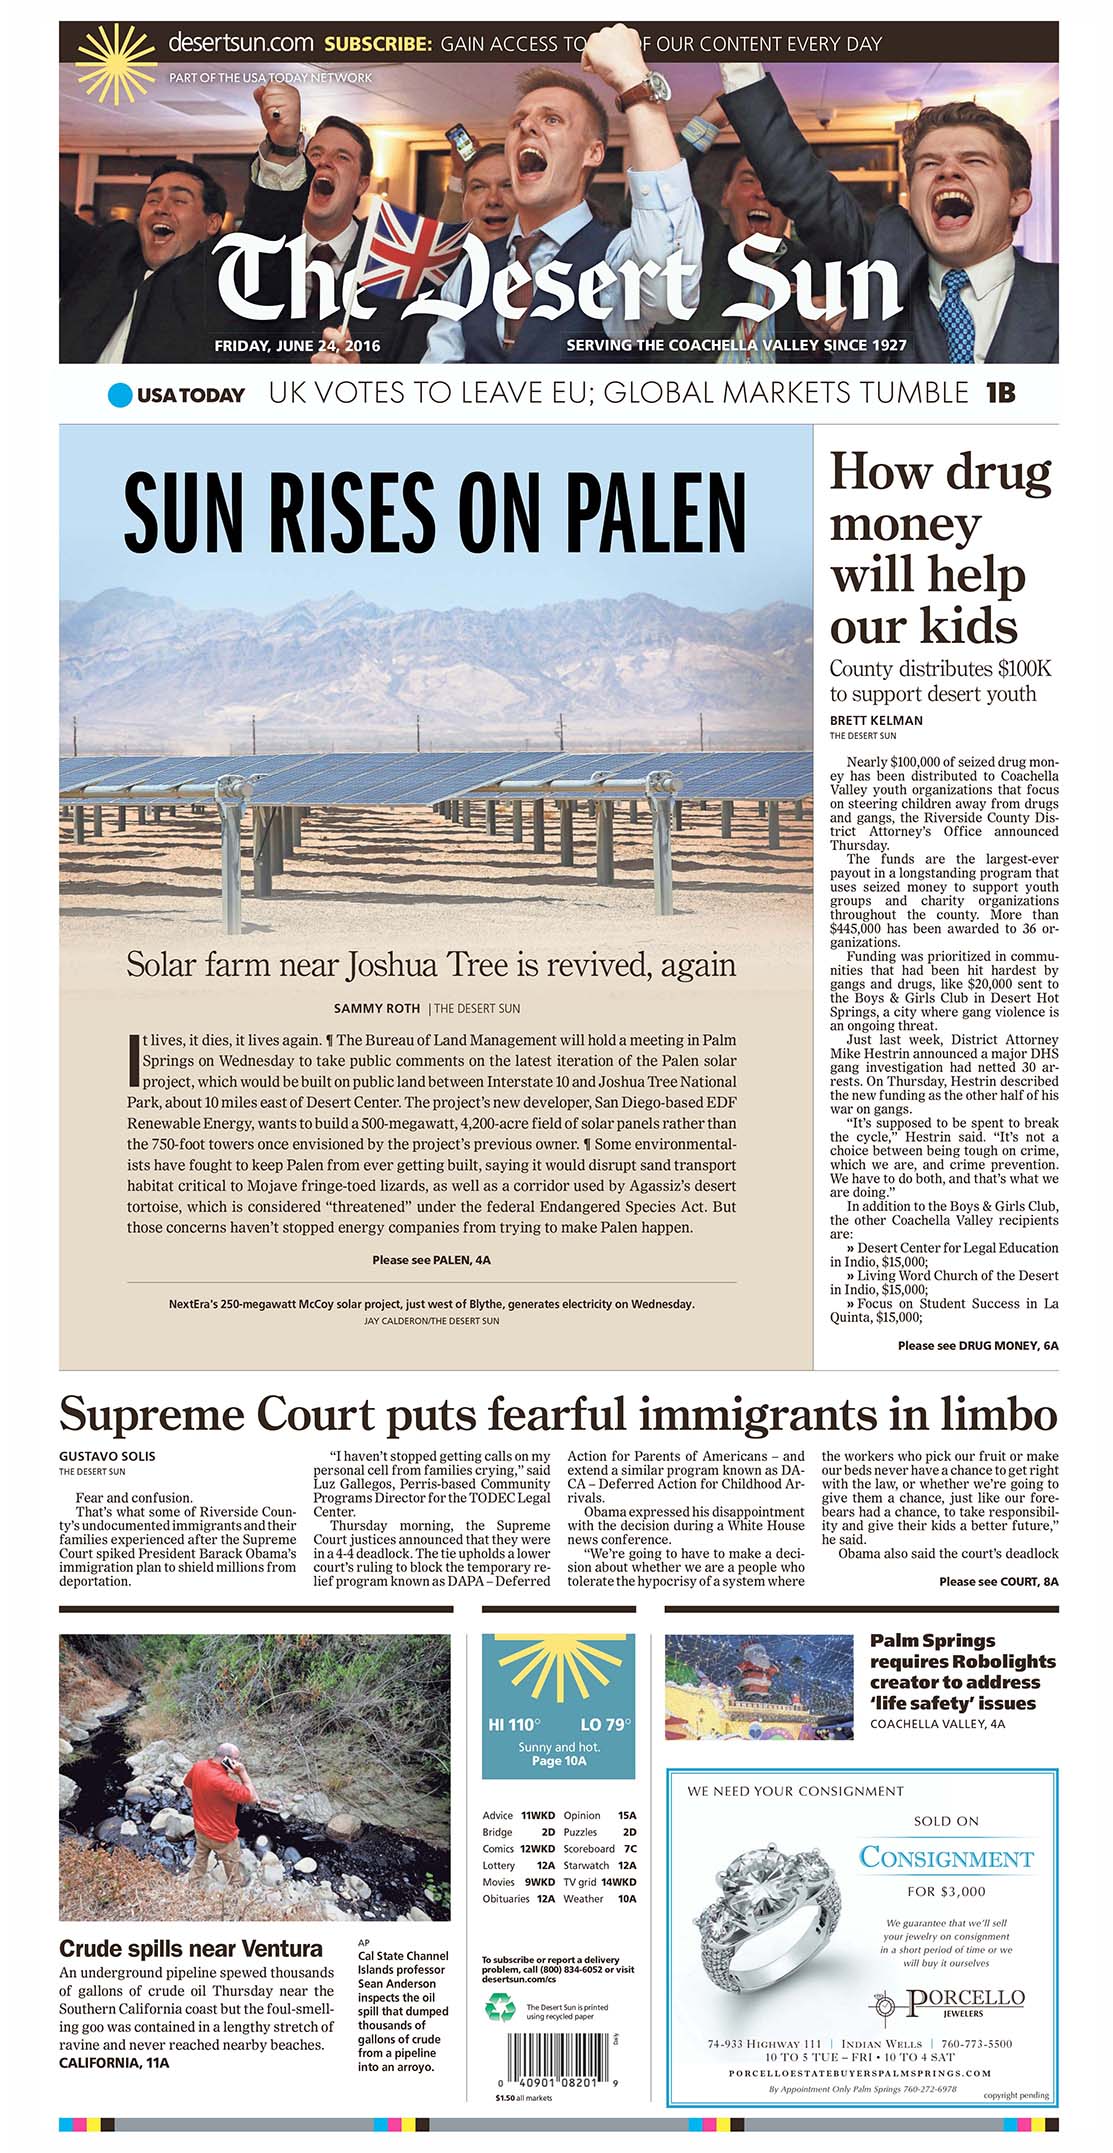 desertsun.com SUBSCRIBE: GAIN ACCESS TO OF OUR CONTENT EVERY DAY
PART OF THE USA TODAY NETWORK
The Desert Sun
FRIDAY, JUNE 24, 2016
SERVING THE COACHELLA VALLEY SINCE 1927
USA TODAY UK VOTES TO LEAVE EU; GLOBAL MARKETS TUMBLE 1B
SUN RISES ON PALEN
Solar farm near Joshua Tree is revived, again
SAMMY ROTH | THE DESERT SUN
It lives, it dies, it lives again. ¶ The Bureau of Land Management will hold a meeting in Palm
Springs on Wednesday to take public comments on the latest iteration of the Palen solar
project, which would be built on public land between Interstate 10 and Joshua Tree National
Park, about 10 miles east of Desert Center. The project's new developer, San Diego-based EDF
Renewable Energy, wants to build a 500-megawatt, 4,200-acre field of solar panels rather than
the 750-foot towers once envisioned by the project's previous owner. ¶ Some environmental-
ists have fought to keep Palen from ever getting built, saying it would disrupt sand transport
habitat critical to Mojave fringe-toed lizards, as well as a corridor used by Agassiz's desert
tortoise, which is considered "threatened" under the federal Endangered Species Act. But
those concerns haven't stopped energy companies from trying to make Palen happen.
Please see PALEN, 4A
NextEra's 250-megawatt McCoy solar project, just west of Blythe, generates electricity on Wednesday.
JAY CALDERON/THE DESERT SUN
How drug
money
will help
our kids
County distributes $100K
to support desert youth
BRETT KELMAN
THE DESERT SUN
Nearly $100,000 of seized drug mon-
ey has been distributed to Coachella
Valley youth organizations that focus
on steering children away from drugs
and gangs, the Riverside County Dis-
trict Attorney's Office announced
Thursday.
The funds are the largest-ever
payout in a longstanding program that
uses seized money to support youth
groups and charity organizations
throughout the county. More than
$445,000 has been awarded to 36 or-
ganizations.
Funding was prioritized in commu-
nities that had been hit hardest by
gangs and drugs, like $20,000 sent to
the Boys & Girls Club in Desert Hot
Springs, a city where gang violence is
an ongoing threat.
Just last week, District Attorney
Mike Hestrin announced a major DHS
gang investigation had netted 30 ar-
rests. On Thursday, Hestrin described
the new funding as the other half of his
war on gangs.
"It's supposed to be spent to break
the cycle," Hestrin said. "It's not a
choice between being tough on crime,
which we are, and crime prevention.
We have to do both, and that's what we
are doing."
In addition to the Boys & Girls Club,
the other Coachella Valley recipients
are:
» Desert Center for Legal Education
in Indio, $15,000;
» Living Word Church of the Desert
in Indio, $15,000;
» Focus on Student Success in La
Quinta, $15,000;
Please see DRUG MONEY, 6A
Supreme Court puts fearful immigrants in limbo
GUSTAVO SOLIS
THE DESERT SUN
Fear and confusion.
That's what some of Riverside Coun-
ty's undocumented immigrants and their
families experienced after the Supreme
Court spiked President Barack Obama's
immigration plan to shield millions from
deportation.
"I haven't stopped getting calls on my
personal cell from families crying," said
Luz Gallegos, Perris-based Community
Programs Director for the TODEC Legal
Center.
Thursday morning, the Supreme
Court justices announced that they were
in a 4-4 deadlock. The tie upholds a lower
court's ruling to block the temporary re-
lief program known as DAPA – Deferred
Action for Parents of Americans – and
extend a similar program known as DA-
CA – Deferred Action for Childhood Ar-
rivals.
Obama expressed his disappointment
with the decision during a White House
news conference.
"We're going to have to make a deci-
sion about whether we are a people who
tolerate the hypocrisy of a system where
the workers who pick our fruit or make
our beds never have a chance to get right
with the law, or whether we're going to
give them a chance, just like our fore-
bears had a chance, to take responsibil-
ity and give their kids a better future,"
he said.
Obama also said the court's deadlock
Please see COURT, 8A
Crude spills near Ventura
An underground pipeline spewed thousands
of gallons of crude oil Thursday near the
Southern California coast but the foul-smell-
ing goo was contained in a lengthy stretch of
ravine and never reached nearby beaches.
CALIFORNIA, 11A
AP
Cal State Channel
Islands professor
Sean Anderson
inspects the oil
spill that dumped
thousands of
gallons of crude
from a pipeline
into an arroyo.
HI 110° LO 79°
Sunny and hot.
Page 10A
Advice 11WKD Opinion 15A
Bridge 2D Puzzles 2D
Comics 12WKD Scoreboard 7C
Lottery 12A Starwatch 12A
Movies 9WKD TV grid 14WKD
Obituaries 12A Weather 10A
To subscribe or report a delivery
problem, call (800) 834-6052 or visit
desertsun.com/cs
The Desert Sun is printed
using recycled paper
Daily
0 40901 08201 9
$1.50 all markets
Palm Springs
requires Robolights
creator to address
'life safety' issues
COACHELLA VALLEY, 4A
WE NEED YOUR CONSIGNMENT
SOLD ON
CONSIGNMENT
FOR $3,000
We guarantee that we'll sell
your jewelry on consignment
in a short period of time or we
will buy it ourselves
PORCELLO
JEWELERS
74-933 HIGHWAY 111 | INDIAN WELLS | 760-773-5500
10 TO 5 TUE – FRI • 10 TO 4 SAT
PORCELLOESTATEBUYERSPALMSPRINGS.COM
By Appointment Only Palm Springs 760-272-6978
copyright pending